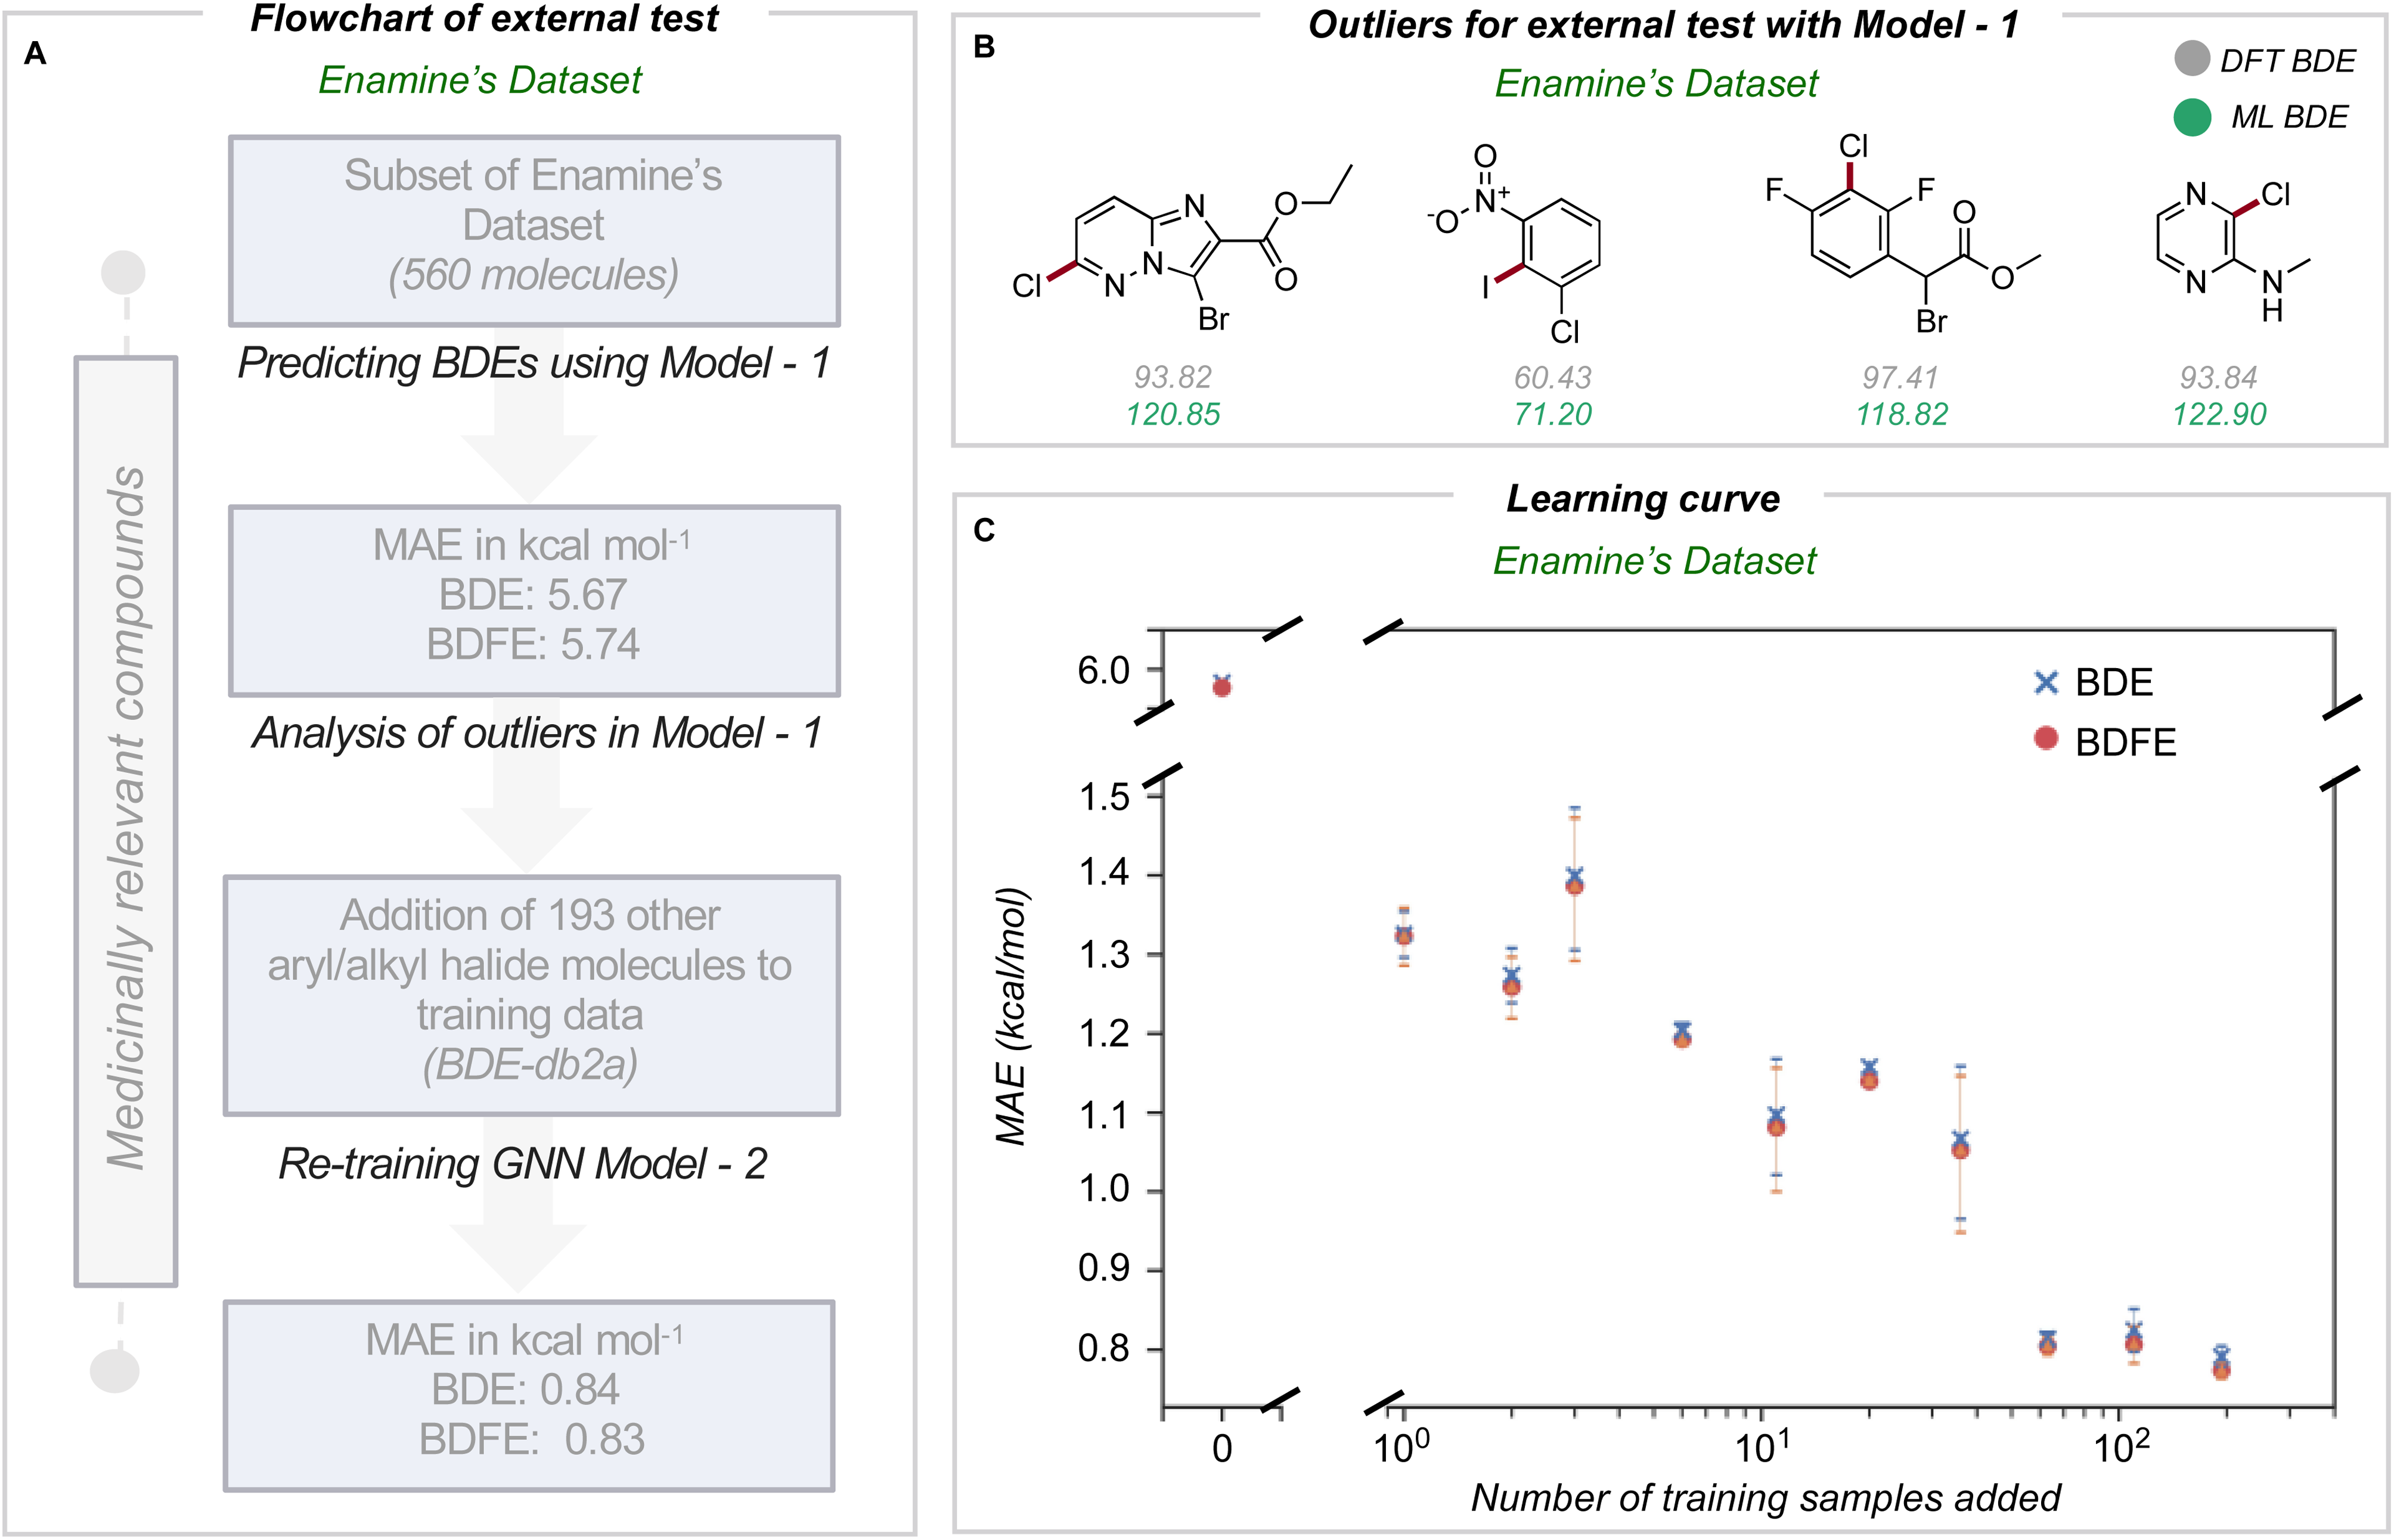 Flowchart of external test
A
Enamine’s Dataset
Subset of Enamine’s
Dataset
(560 molecules)
Predicting BDEs using Model - 1
MAE in kcal mol-1
BDE: 5.67
BDFE: 5.74
Analysis of outliers in Model - 1
Addition of 193 other
aryl/alkyl halide molecules to
training data
(BDE-db2a)
Re-training GNN Model - 2
MAE in kcal mol-1
BDE: 0.84
BDFE: 0.83
Medicinally relevant compounds
Outliers for external test with Model - 1
B
Enamine’s Dataset
DFT BDE
ML BDE
Cl
N
N
N
Br
O
O
93.82
120.85
O
N+
-O
I
Cl
60.43
71.20
Cl
F
F
O
O
Br
97.41
118.82
N
Cl
N
N
H
93.84
122.90
Learning curve
C
Enamine’s Dataset
BDE
BDFE
6.0
1.5
1.4
1.3
1.2
1.1
1.0
0.9
0.8
MAE (kcal/mol)
0
100
101
102
Number of training samples added